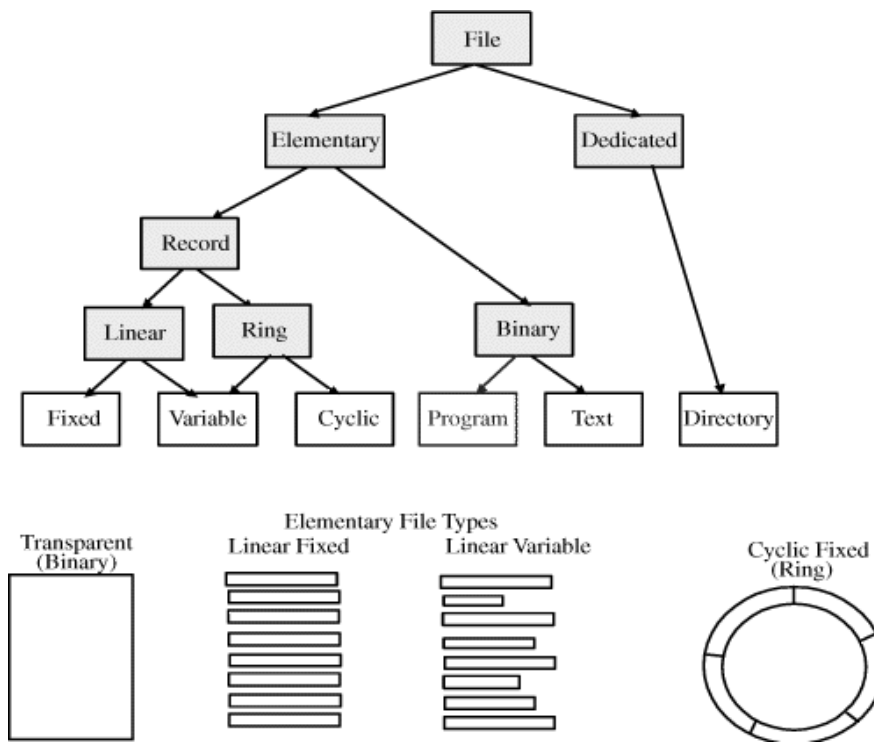 File
Elementary
Dedicated
Record
Linear
Ring
Binary
Fixed
Variable
Cyclic
Program
Text
Directory
Elementary File Types
Transparent
(Binary)
Linear Fixed
Linear Variable
Cyclic Fixed
(Ring)